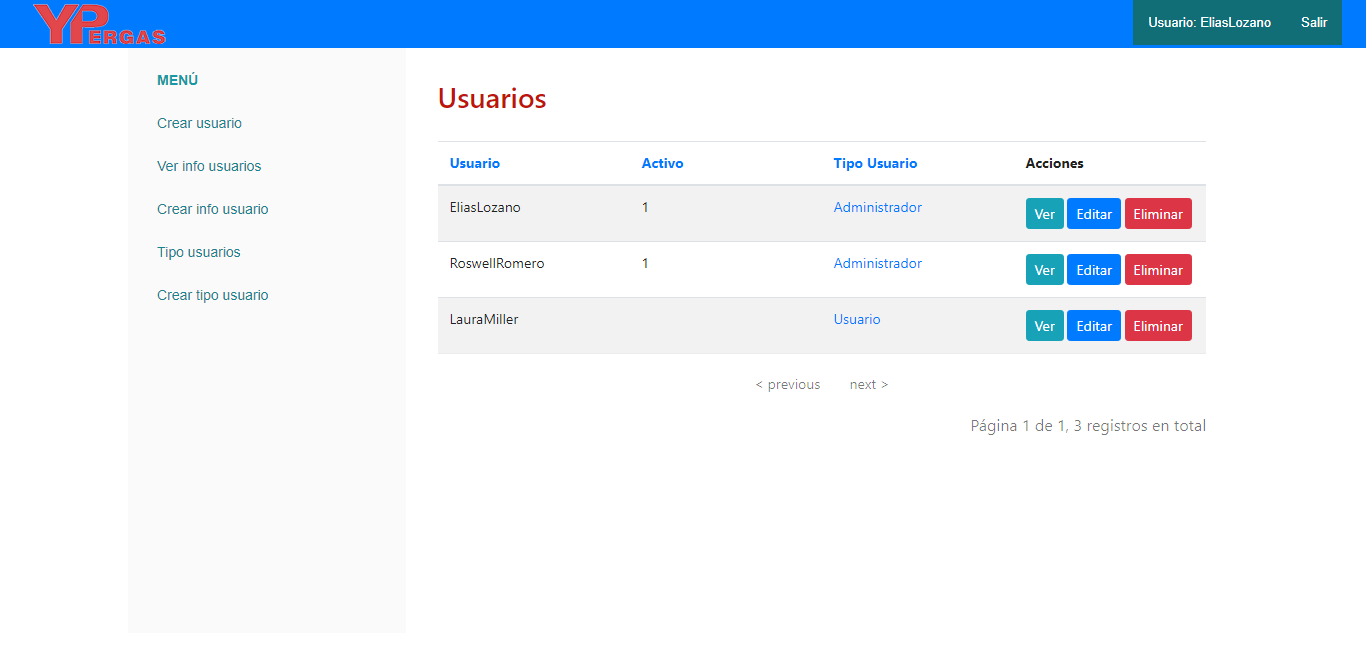 YPERGAS
Usuario: EliasLozano Salir
MENÚ
Crear usuario
Ver info usuarios
Crear info usuario
Tipo usuarios
Crear tipo usuario
Usuarios
Usuario Activo Tipo Usuario Acciones
EliasLozano 1 Administrador Ver Editar Eliminar
RoswellRomero 1 Administrador Ver Editar Eliminar
LauraMiller Usuario Ver Editar Eliminar
< previous next >
Página 1 de 1, 3 registros en total